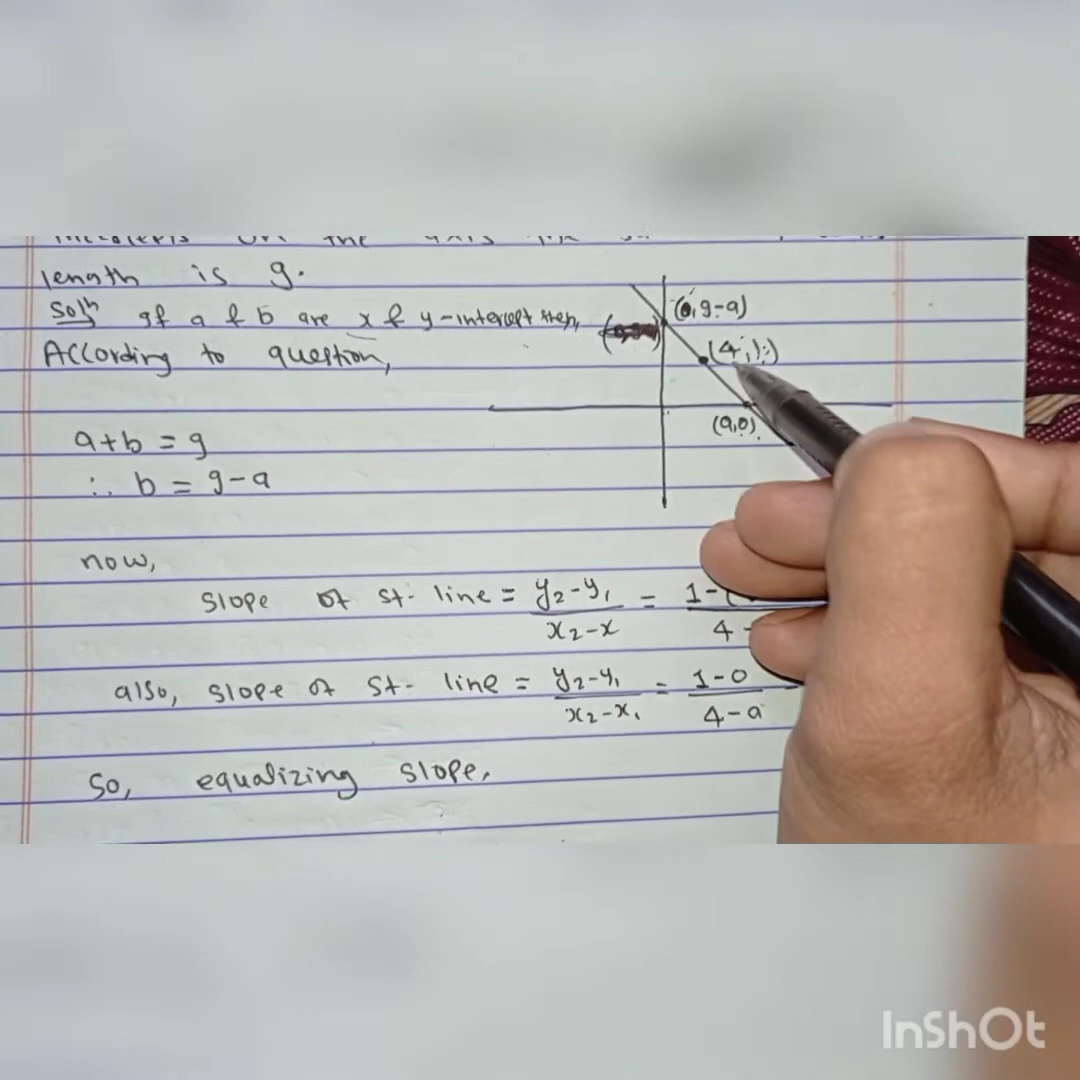 length is 9.
Solⁿ If a & b are x & y-intercept then,
According to question,
(0, 9-a)
(4,1)
(a,0)
a+b = 9
∴ b = 9-a
now,
slope of st. line = y₂-y₁/x₂-x = 1-(/4-
also, slope of st- line = y₂-y₁/x₂-x₁ = 1-0/4-a
So, equalizing slope,
InShOt